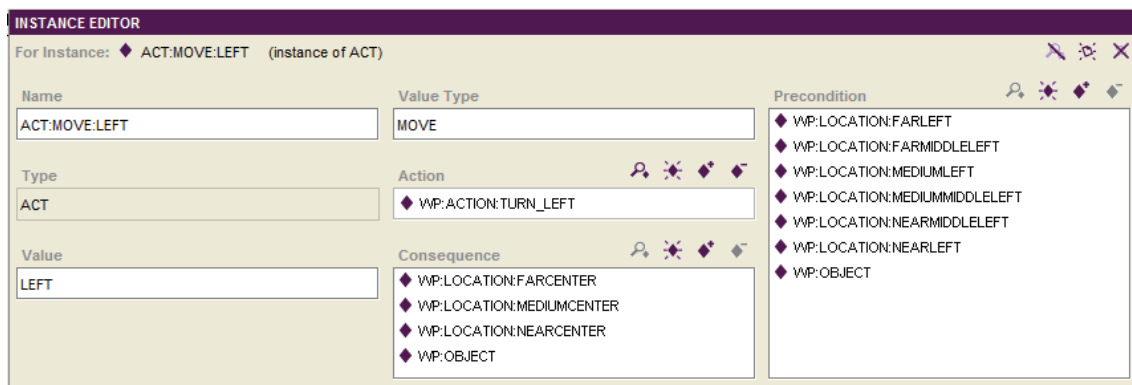 INSTANCE EDITOR
For Instance: ACT:MOVE:LEFT (instance of ACT)
Name
ACT:MOVE:LEFT
Type
ACT
Value
LEFT
Value Type
MOVE
Action
WP:ACTION:TURN_LEFT
Consequence
WP:LOCATION:FARCENTER
WP:LOCATION:MEDIUMCENTER
WP:LOCATION:NEARCENTER
WP:OBJECT
Precondition
WP:LOCATION:FARLEFT
WP:LOCATION:FARMIDDLELEFT
WP:LOCATION:MEDIUMLEFT
WP:LOCATION:MEDIUMMIDDLELEFT
WP:LOCATION:NEARMIDDLELEFT
WP:LOCATION:NEARLEFT
WP:OBJECT